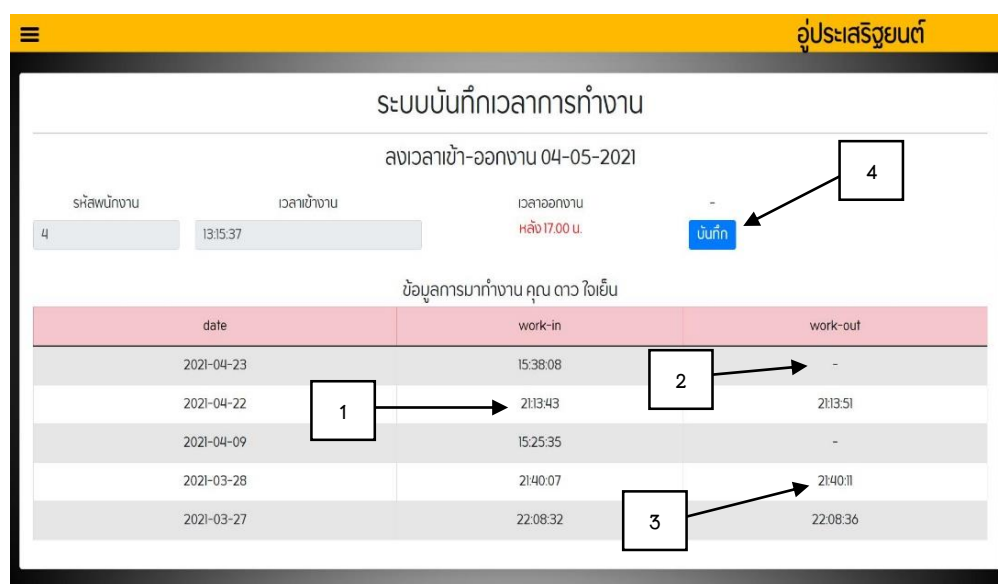 อู่ประเสริฐยนต์
ระบบบันทึกเวลาการทำงาน
ลงเวลาเข้า-ออกงาน 04-05-2021
4
รหัสพนักงาน เวลาเข้างาน เวลาออกงาน -
4 13:15:37 หลัง 17.00 น. บันทึก
ข้อมูลการมาทำงาน คุณ ดาว ใจเย็น
date work-in work-out
2021-04-23 15:38:08 2 -
2021-04-22 1 21:13:43 21:13:51
2021-04-09 15:25:35 -
2021-03-28 21:40:07 21:40:11
2021-03-27 22:08:32 3 22:08:36